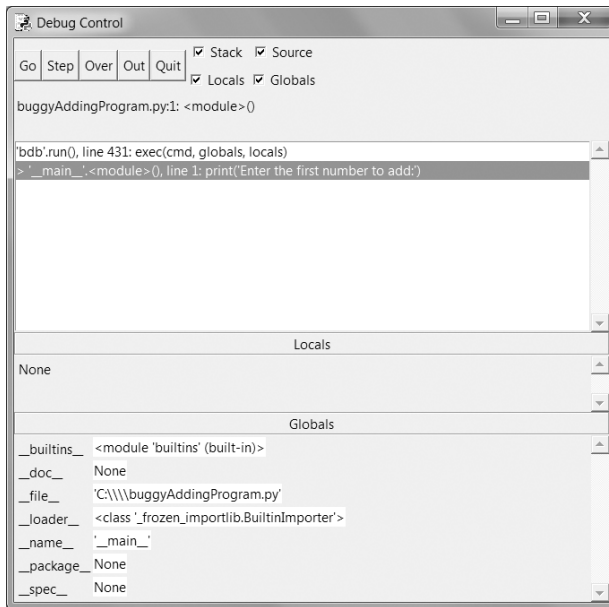 Debug Control
X
Go Step Over Out Quit
Stack Source
Locals Globals
buggyAddingProgram.py:1: <module>()
'bdb'.run(), line 431: exec(cmd, globals, locals)
> '__main__'.<module>(), line 1: print('Enter the first number to add:')
Locals
None
Globals
__builtins__ <module 'builtins' (built-in)>
__doc__ None
__file__ 'C:\\\\buggyAddingProgram.py'
__loader__ <class '_frozen_importlib.BuiltinImporter'>
__name__ '__main__'
__package__ None
__spec__ None